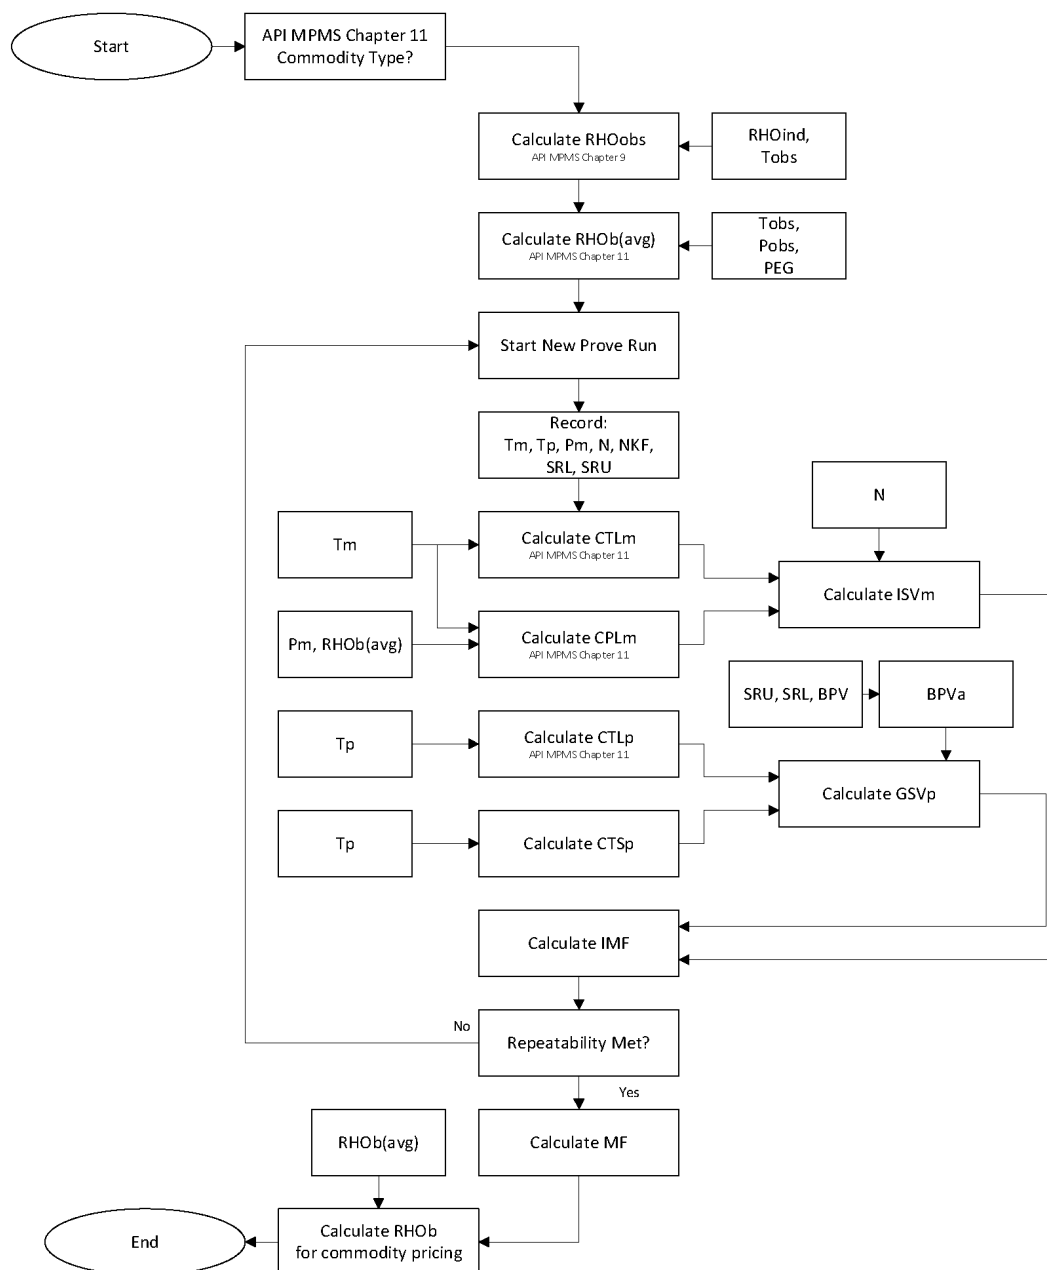 Start
API MPMS Chapter 11
Commodity Type?
Calculate RHOobs
API MPMS Chapter 9
RHOind,
Tobs
Calculate RHOb(avg)
API MPMS Chapter 11
Tobs,
Pobs,
PEG
Start New Prove Run
Record:
Tm, Tp, Pm, N, NKF,
SRL, SRU
N
Tm
Calculate CTLm
API MPMS Chapter 11
Calculate ISVm
Pm, RHOb(avg)
Calculate CPLm
API MPMS Chapter 11
SRU, SRL, BPV
BPVa
Tp
Calculate CTLp
API MPMS Chapter 11
Calculate GSVp
Tp
Calculate CTSp
Calculate IMF
No
Repeatability Met?
Yes
RHOb(avg)
Calculate MF
End
Calculate RHOb
for commodity pricing